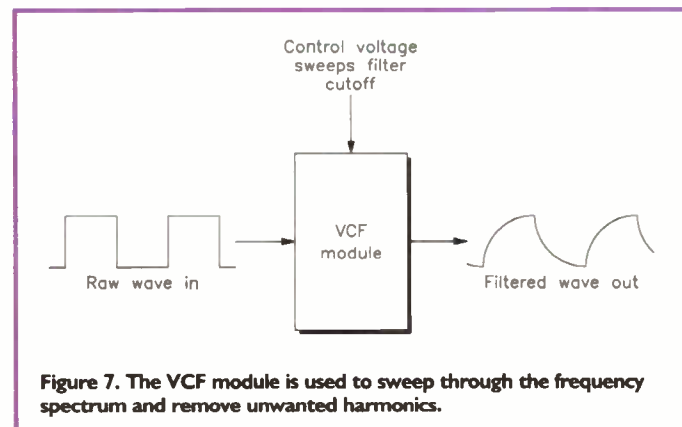 Control voltage
sweeps filter
cutoff
VCF
module
Raw wave in
Filtered wave out
Figure 7. The VCF module is used to sweep through the frequency
spectrum and remove unwanted harmonics.